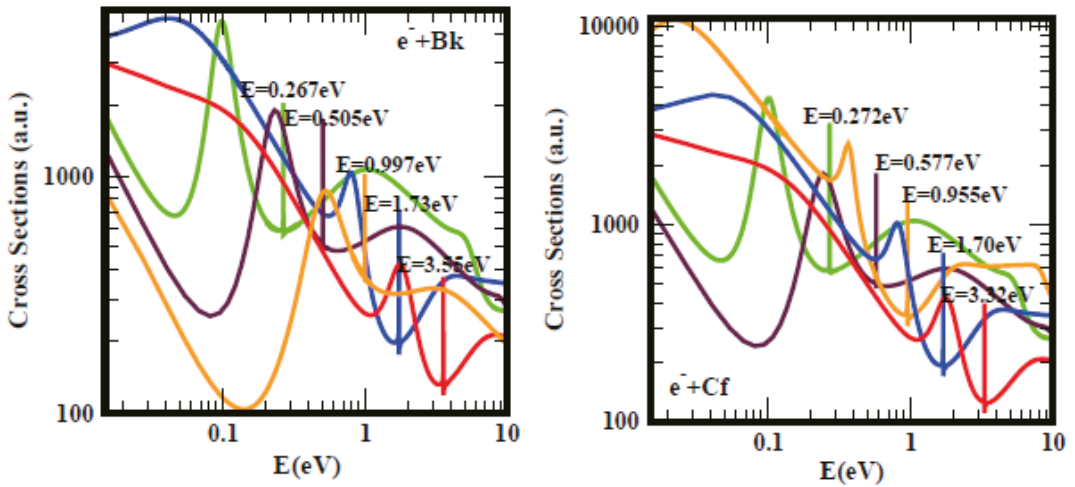 e⁻+Bk
E=0.267eV
E=0.505eV
E=0.997eV
E=1.73eV
E=3.55eV
Cross Sections (a.u.)
1000
100
0.1
1
10
E(eV)
10000
E=0.272eV
E=0.577eV
E=0.955eV
E=1.70eV
E=3.32eV
e⁻+Cf
Cross Sections (a.u.)
1000
100
0.1
1
10
E(eV)